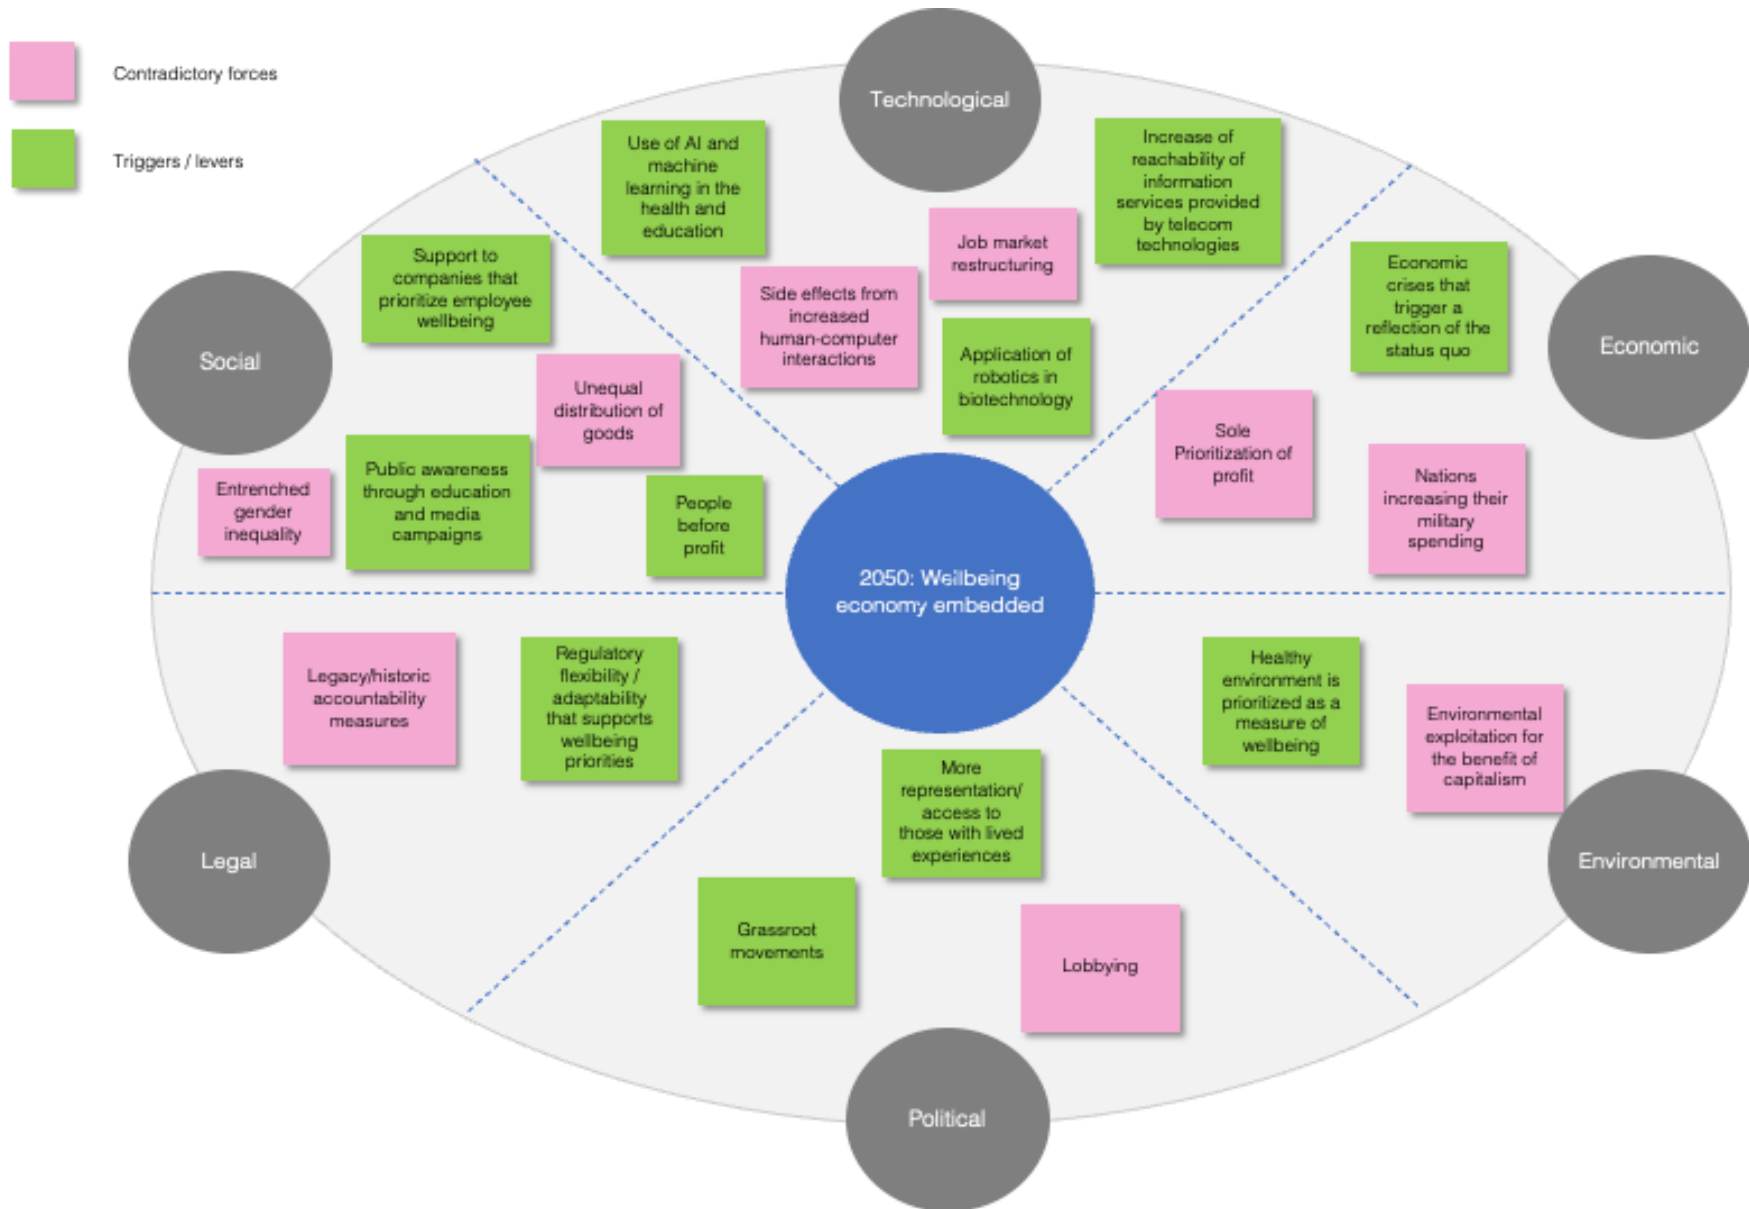 Contradictory forces
Triggers / levers
Technological
Use of AI and
machine
learning in the
health and
education
Increase of
reachability of
information
services provided
by telecom
technologies
Job market
restructuring
Side effects from
increased
human-computer
interactions
Application of
robotics in
biotechnology
Economic
Economic
crises that
trigger a
reflection of the
status quo
Sole
Prioritization of
profit
Nations
increasing their
military
spending
Social
Support to
companies that
prioritize employee
wellbeing
Unequal
distribution of
goods
Entrenched
gender
inequality
Public awareness
through education
and media
campaigns
People
before
profit
2050: Wellbeing
economy embedded
Legacy/historic
accountability
measures
Regulatory
flexibility /
adaptability
that supports
wellbeing
priorities
Legal
More
representation/
access to
those with lived
experiences
Grassroot
movements
Lobbying
Political
Healthy
environment is
prioritized as a
measure of
wellbeing
Environmental
exploitation for
the benefit of
capitalism
Environmental